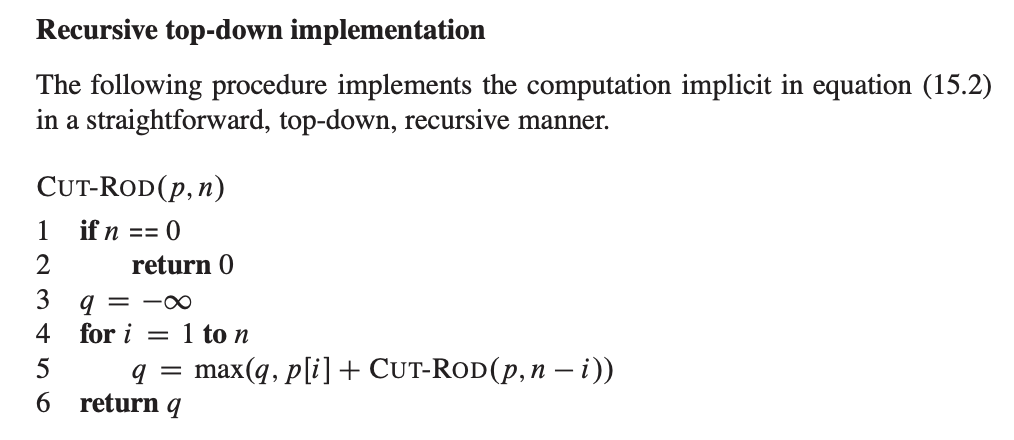 Recursive top-down implementation
The following procedure implements the computation implicit in equation (15.2)
in a straightforward, top-down, recursive manner.
CUT-ROD(p, n)
1 if n == 0
2 return 0
3 q = −∞
4 for i = 1 to n
5 q = max(q, p[i] + CUT-ROD(p, n − i))
6 return q